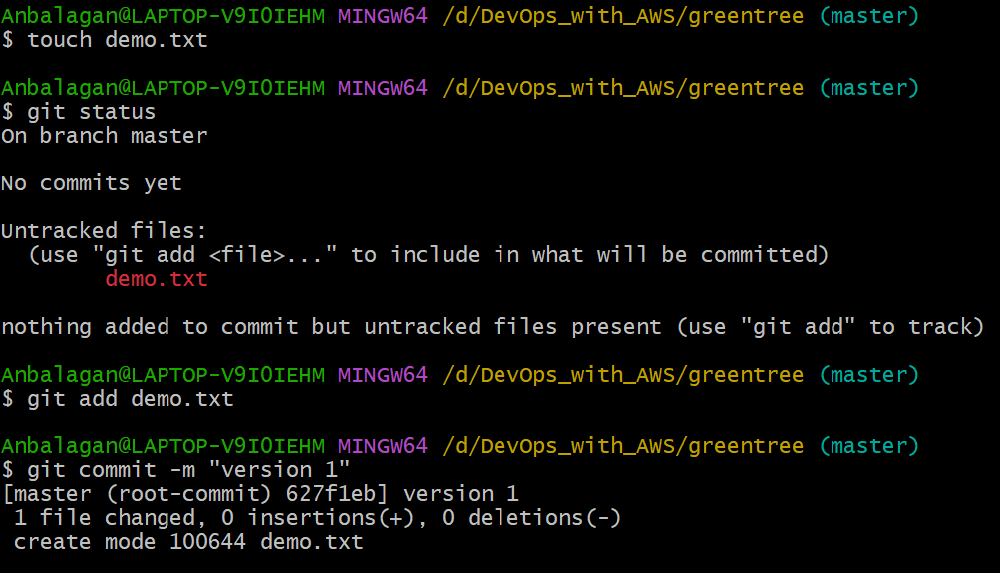 Anbalagan@LAPTOP-V9I0IEHM MINGW64 /d/DevOps_with_AWS/greentree (master)
$ touch demo.txt
Anbalagan@LAPTOP-V9I0IEHM MINGW64 /d/DevOps_with_AWS/greentree (master)
$ git status
On branch master
No commits yet
Untracked files:
  (use "git add <file>..." to include in what will be committed)
        demo.txt
nothing added to commit but untracked files present (use "git add" to track)
Anbalagan@LAPTOP-V9I0IEHM MINGW64 /d/DevOps_with_AWS/greentree (master)
$ git add demo.txt
Anbalagan@LAPTOP-V9I0IEHM MINGW64 /d/DevOps_with_AWS/greentree (master)
$ git commit -m "version 1"
[master (root-commit) 627f1eb] version 1
 1 file changed, 0 insertions(+), 0 deletions(-)
 create mode 100644 demo.txt